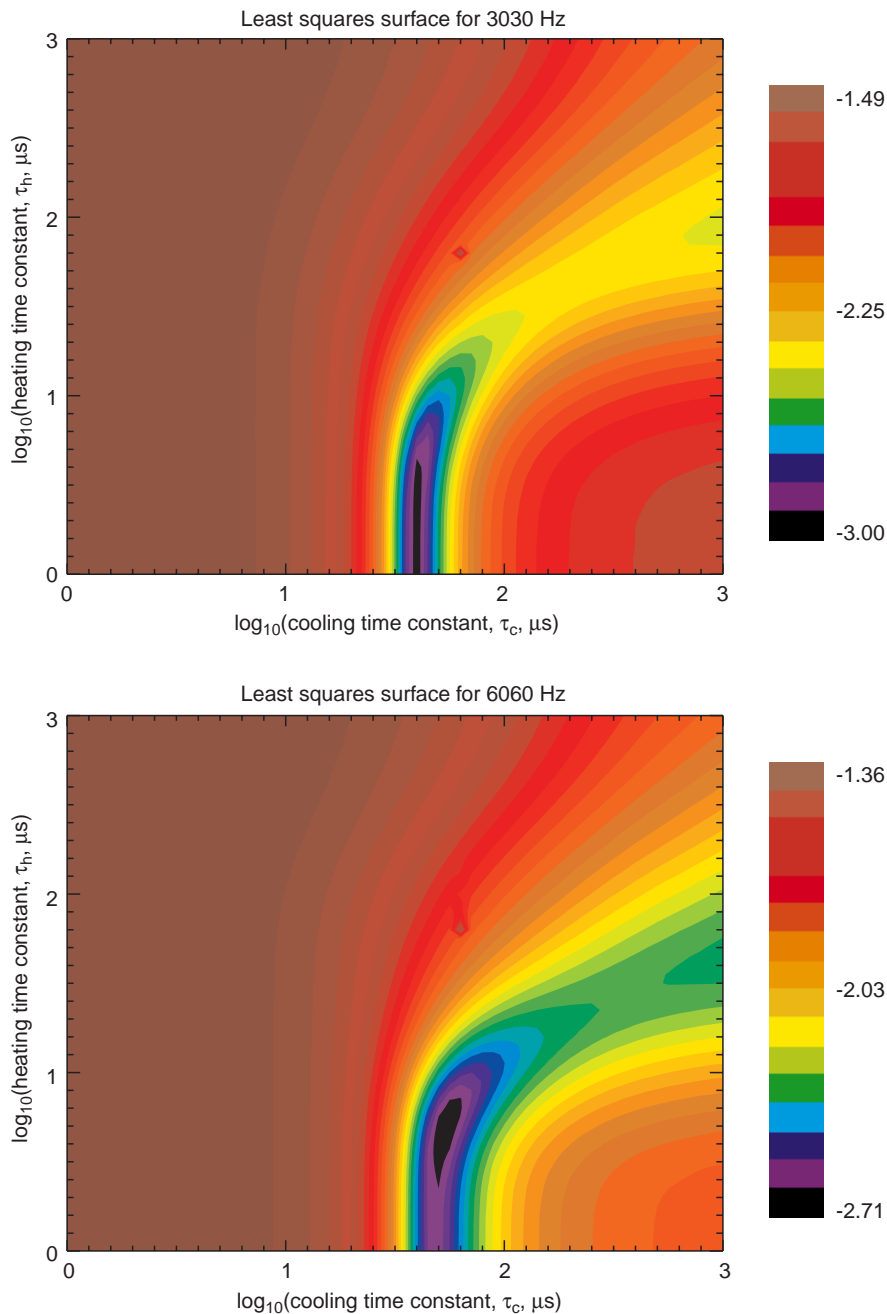 Least squares surface for 3030 Hz
3
2
1
0
log10(heating time constant, τh, μs)
0 1 2 3
log10(cooling time constant, τc, μs)
-1.49
-2.25
-3.00
Least squares surface for 6060 Hz
3
2
1
0
log10(heating time constant, τh, μs)
0 1 2 3
log10(cooling time constant, τc, μs)
-1.36
-2.03
-2.71